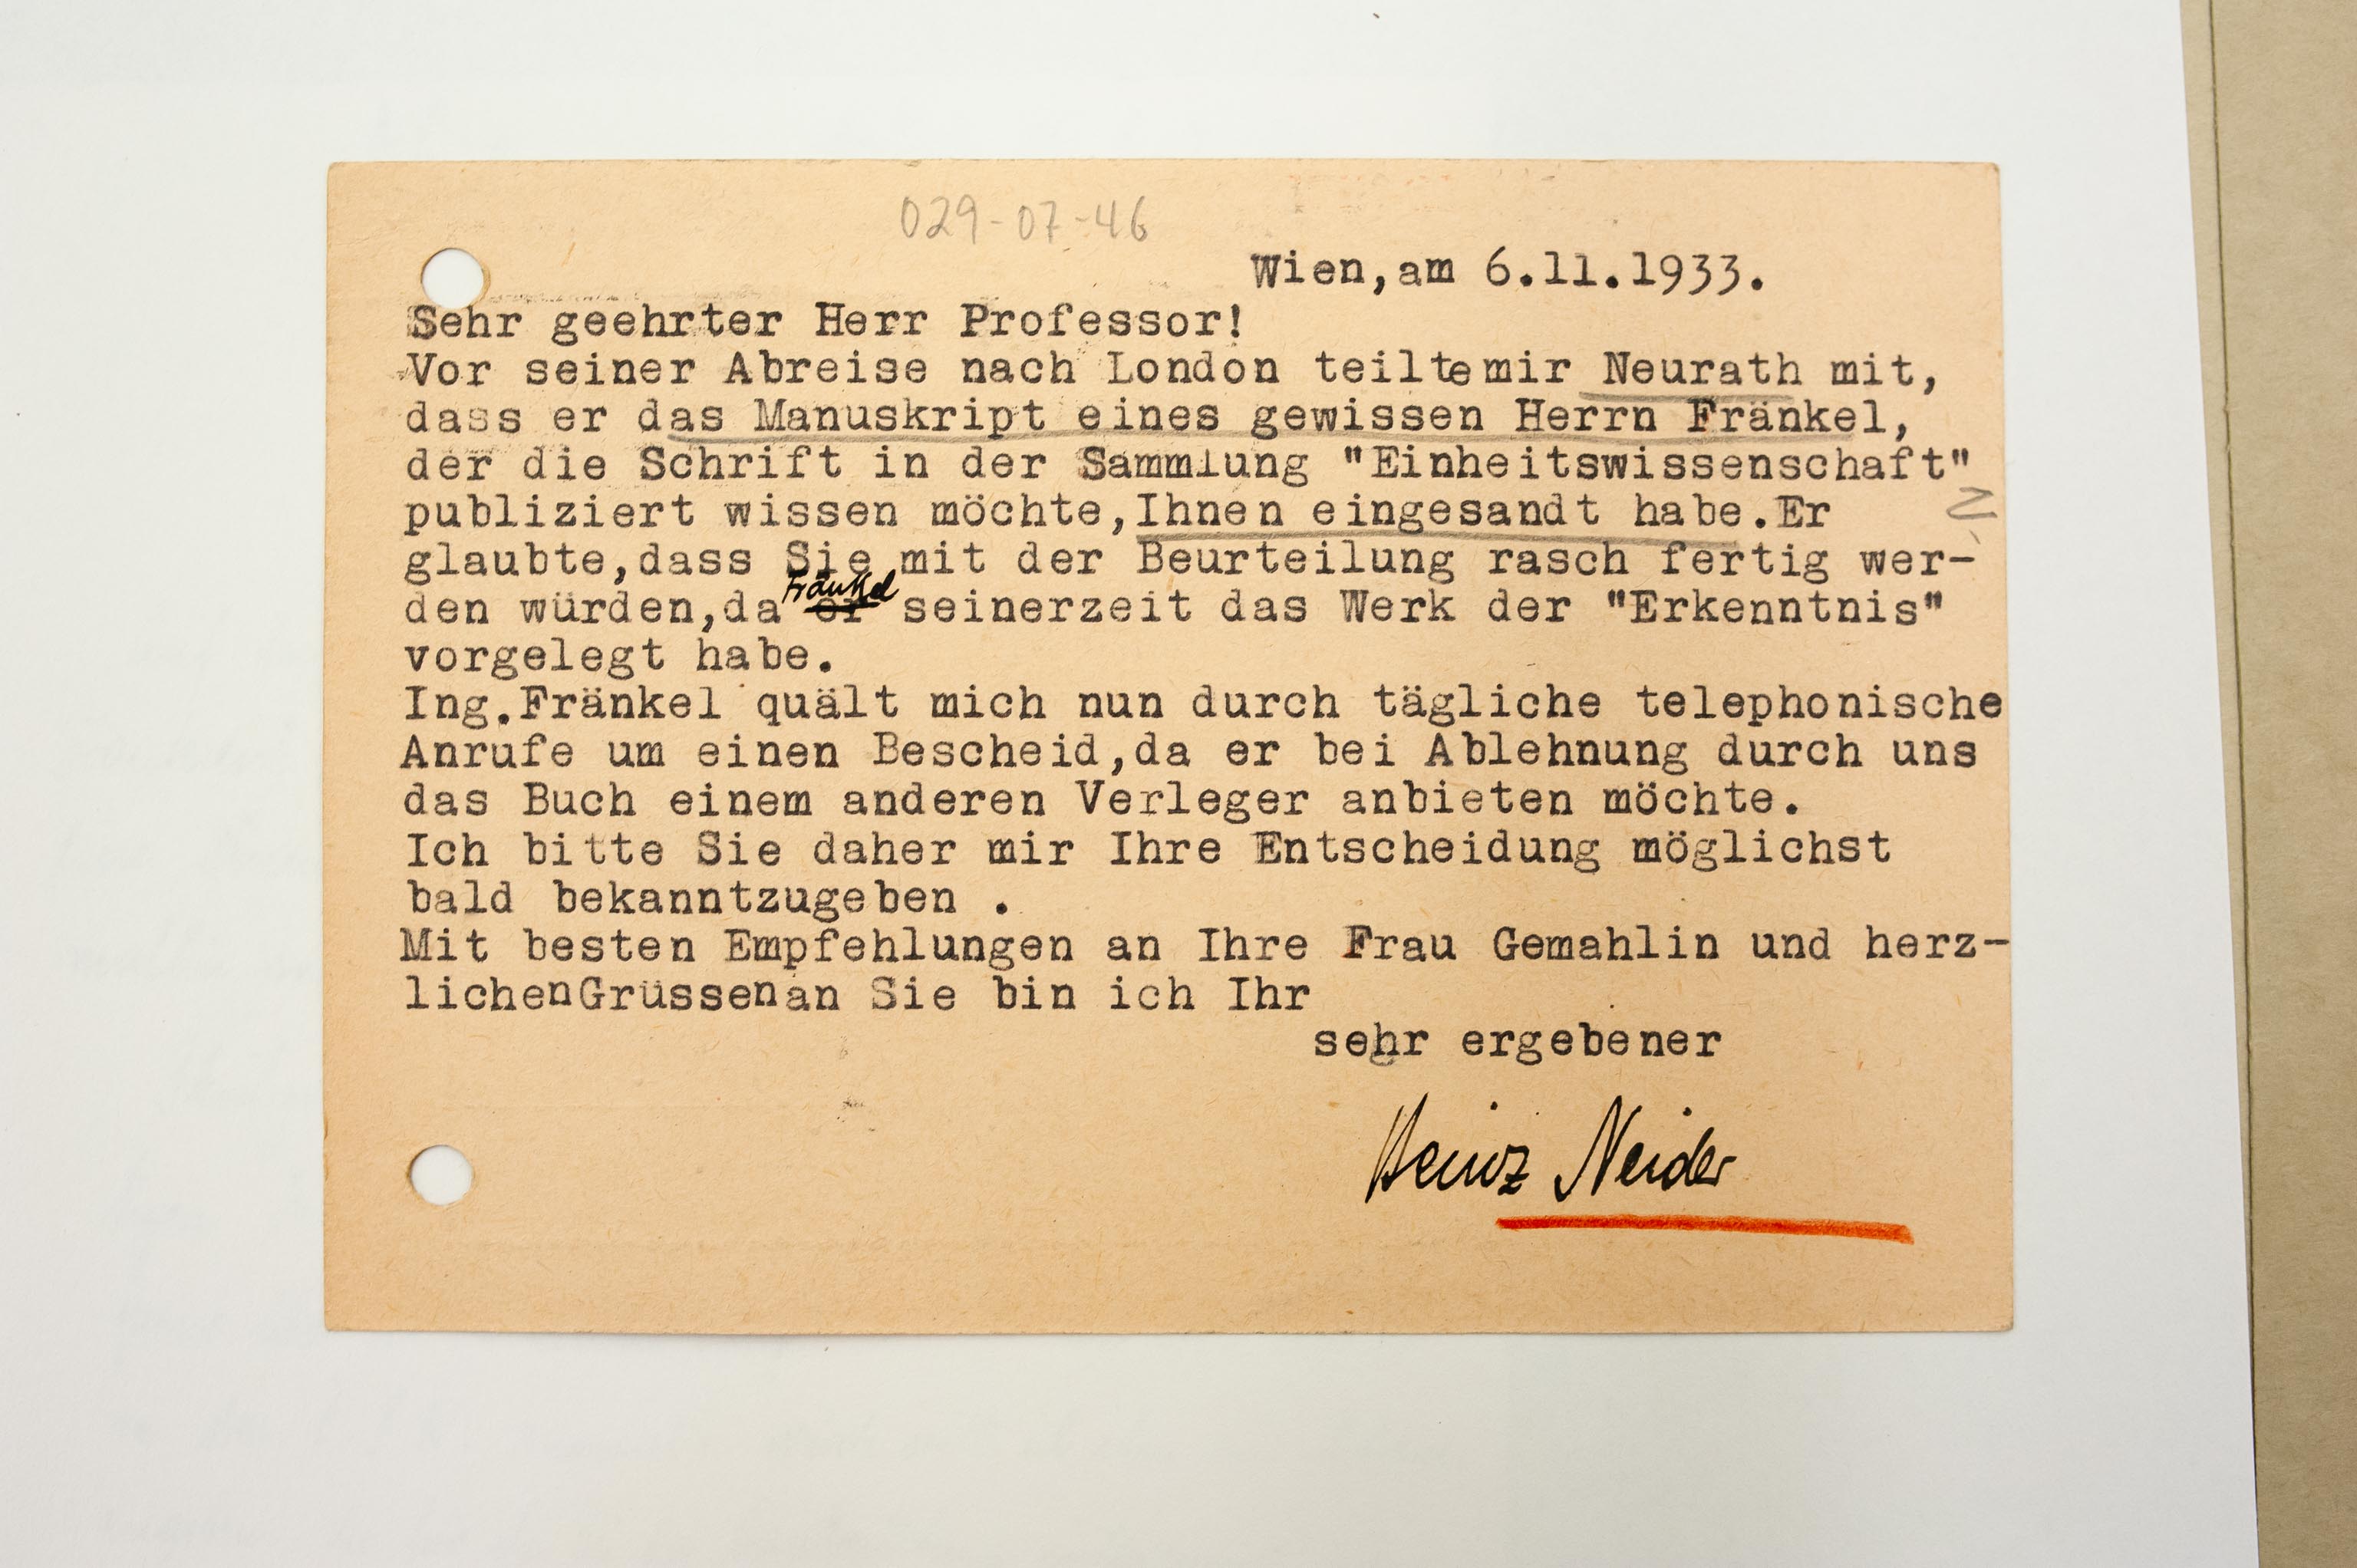 029-07-46
Wien,am 6.11.1933.
Sehr geehrter Herr Professor!
Vor seiner Abreise nach London teilte mir Neurath mit,
dass er das Manuskript eines gewissen Herrn Fränkel,
der die Schrift in der Sammlung "Einheitswissenschaft"
publiziert wissen möchte,Ihnen eingesandt habe.Er
glaubte,dass Sie mit der Beurteilung rasch fertig wer-
Fränkel
den würden,da er seinerzeit das Werk der "Erkenntnis"
vorgelegt habe.
Ing.Fränkel quält mich nun durch tägliche telephonische
Anrufe um einen Bescheid,da er bei Ablehnung durch uns
das Buch einem anderen Verleger anbieten möchte.
Ich bitte Sie daher mir Ihre Entscheidung möglichst
bald bekanntzugeben .
Mit besten Empfehlungen an Ihre Frau Gemahlin und herz-
lichen Grüssen an Sie bin ich Ihr
sehr ergebener
Heinz Neider